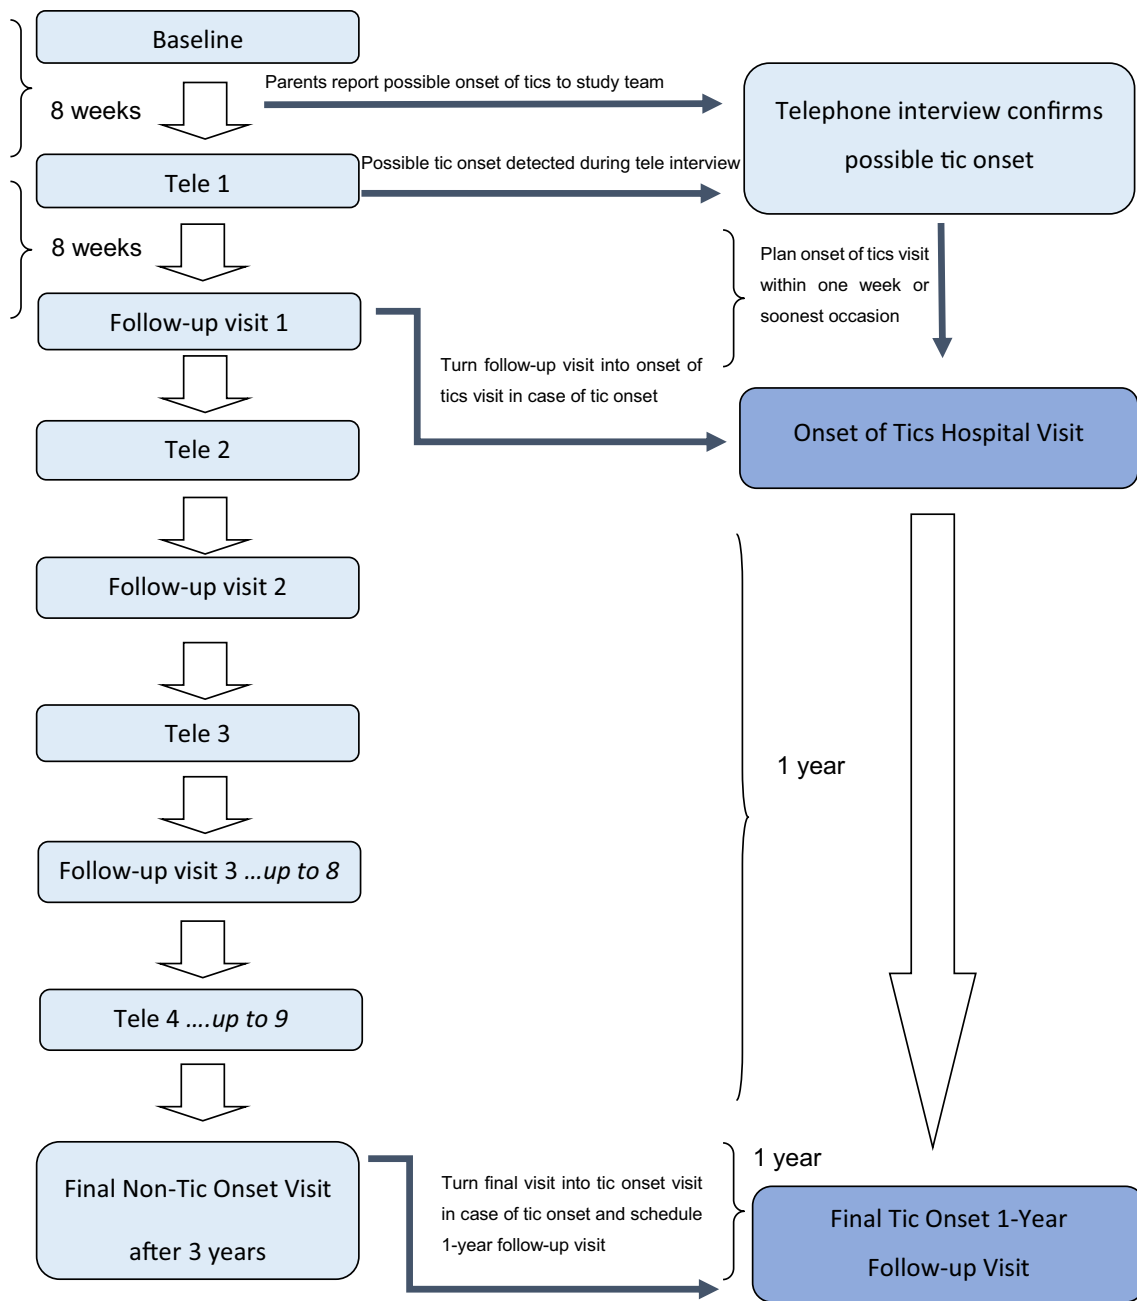 Baseline
8 weeks
Parents report possible onset of tics to study team
Telephone interview confirms
possible tic onset
Tele 1
Possible tic onset detected during tele interview
8 weeks
Plan onset of tics visit
within one week or
soonest occasion
Follow-up visit 1
Turn follow-up visit into onset of
tics visit in case of tic onset
Onset of Tics Hospital Visit
Tele 2
Follow-up visit 2
Tele 3
1 year
Follow-up visit 3 ...up to 8
Tele 4 ....up to 9
Final Non-Tic Onset Visit
after 3 years
Turn final visit into tic onset visit
in case of tic onset and schedule
1-year follow-up visit
1 year
Final Tic Onset 1-Year
Follow-up Visit